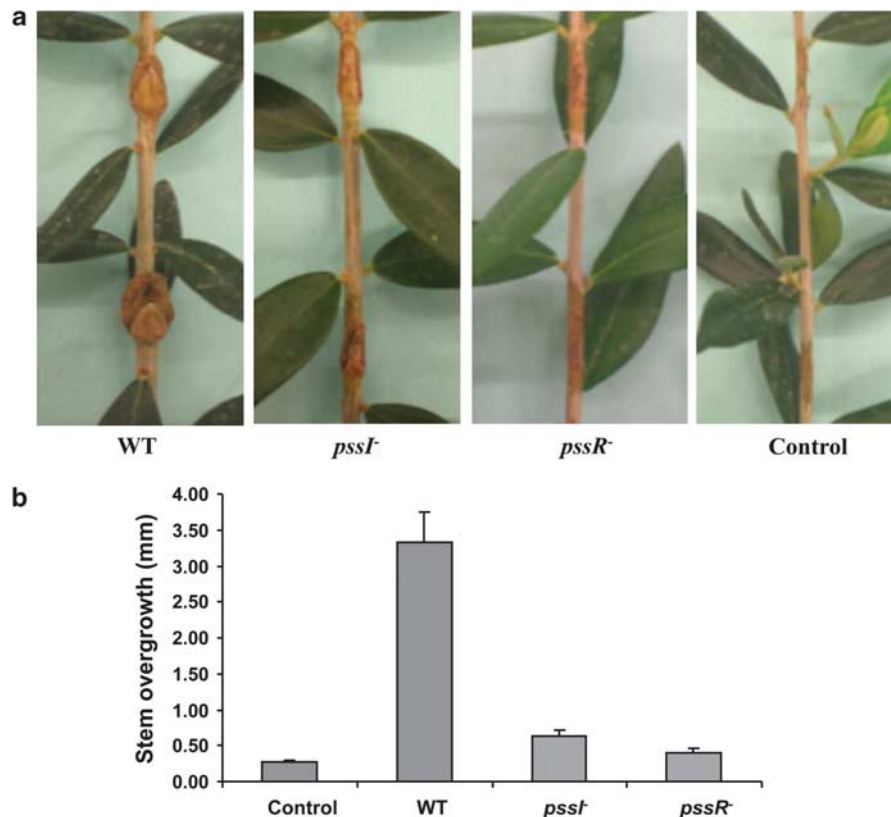 a
WT pssI- pssR- Control
b
Stem overgrowth (mm)
4.00
3.50
3.00
2.50
2.00
1.50
1.00
0.50
0.00
Control WT pssI- pssR-